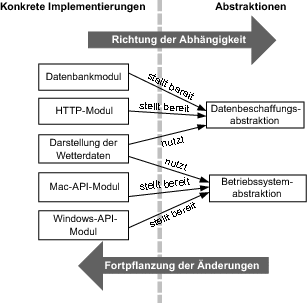 Konkrete Implementierungen
Abstraktionen
Richtung der Abhängigkeit
Datenbankmodul
stellt bereit
HTTP-Modul
stellt bereit
Datenbeschaffungs-
abstraktion
Darstellung der
Wetterdaten
nutzt
nutzt
Mac-API-Modul
stellt bereit
Betriebssystem-
abstraktion
Windows-API-
Modul
stellt bereit
Fortpflanzung der Änderungen